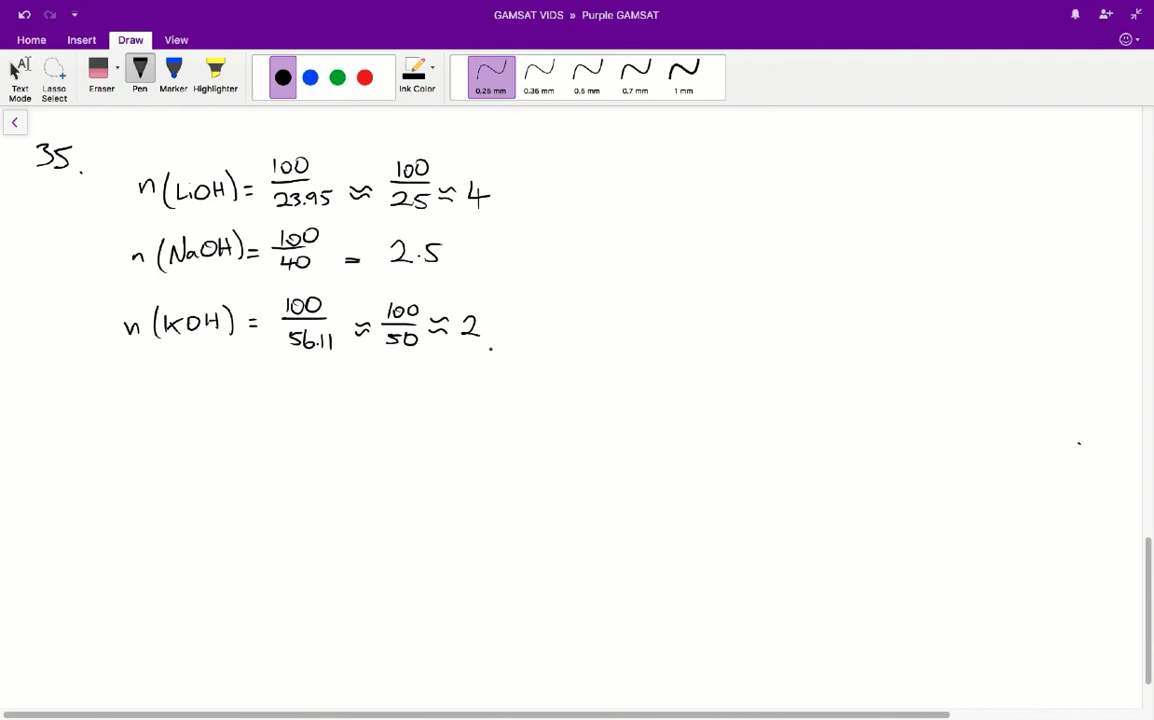 GAMSAT VIDS » Purple GAMSAT
Home Insert Draw View
Text Mode
Lasso Select
Eraser
Pen
Marker
Highlighter
Ink Color
0.25 mm
0.35 mm
0.5 mm
0.7 mm
1 mm
35.
n(LiOH) = 100/23.95 ≈ 100/25 ≈ 4
n(NaOH) = 100/40 = 2.5
n(KOH) = 100/56.11 ≈ 100/50 ≈ 2